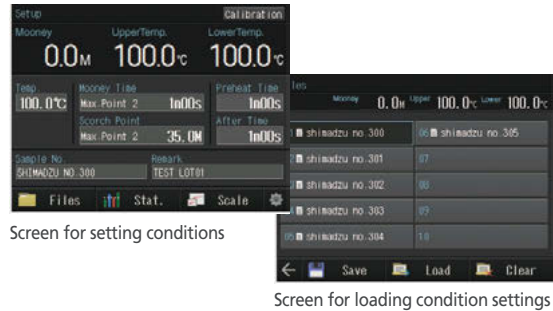 Setup Calibration
Mooney UpperTemp. LowerTemp.
0.0M 100.0℃ 100.0℃
Temp. Mooney Time Preheat Time
100.0℃ Max.Point 2 1m00s 1m00s
Scorch Point After Time
Max.Point 2 35.0M 1m00s
Sample No. Remark
SHIMADZU NO.300 TEST LOT01
Files Stat. Scale
Screen for setting conditions
Mooney 0.0M Upper 100.0℃ Lower 100.0℃
shimadzu no.300 06 shimadzu no.305
shimadzu no.301 07
shimadzu no.302 08
shimadzu no.303 09
05 shimadzu no.304 10
Save Load Clear
Screen for loading condition settings